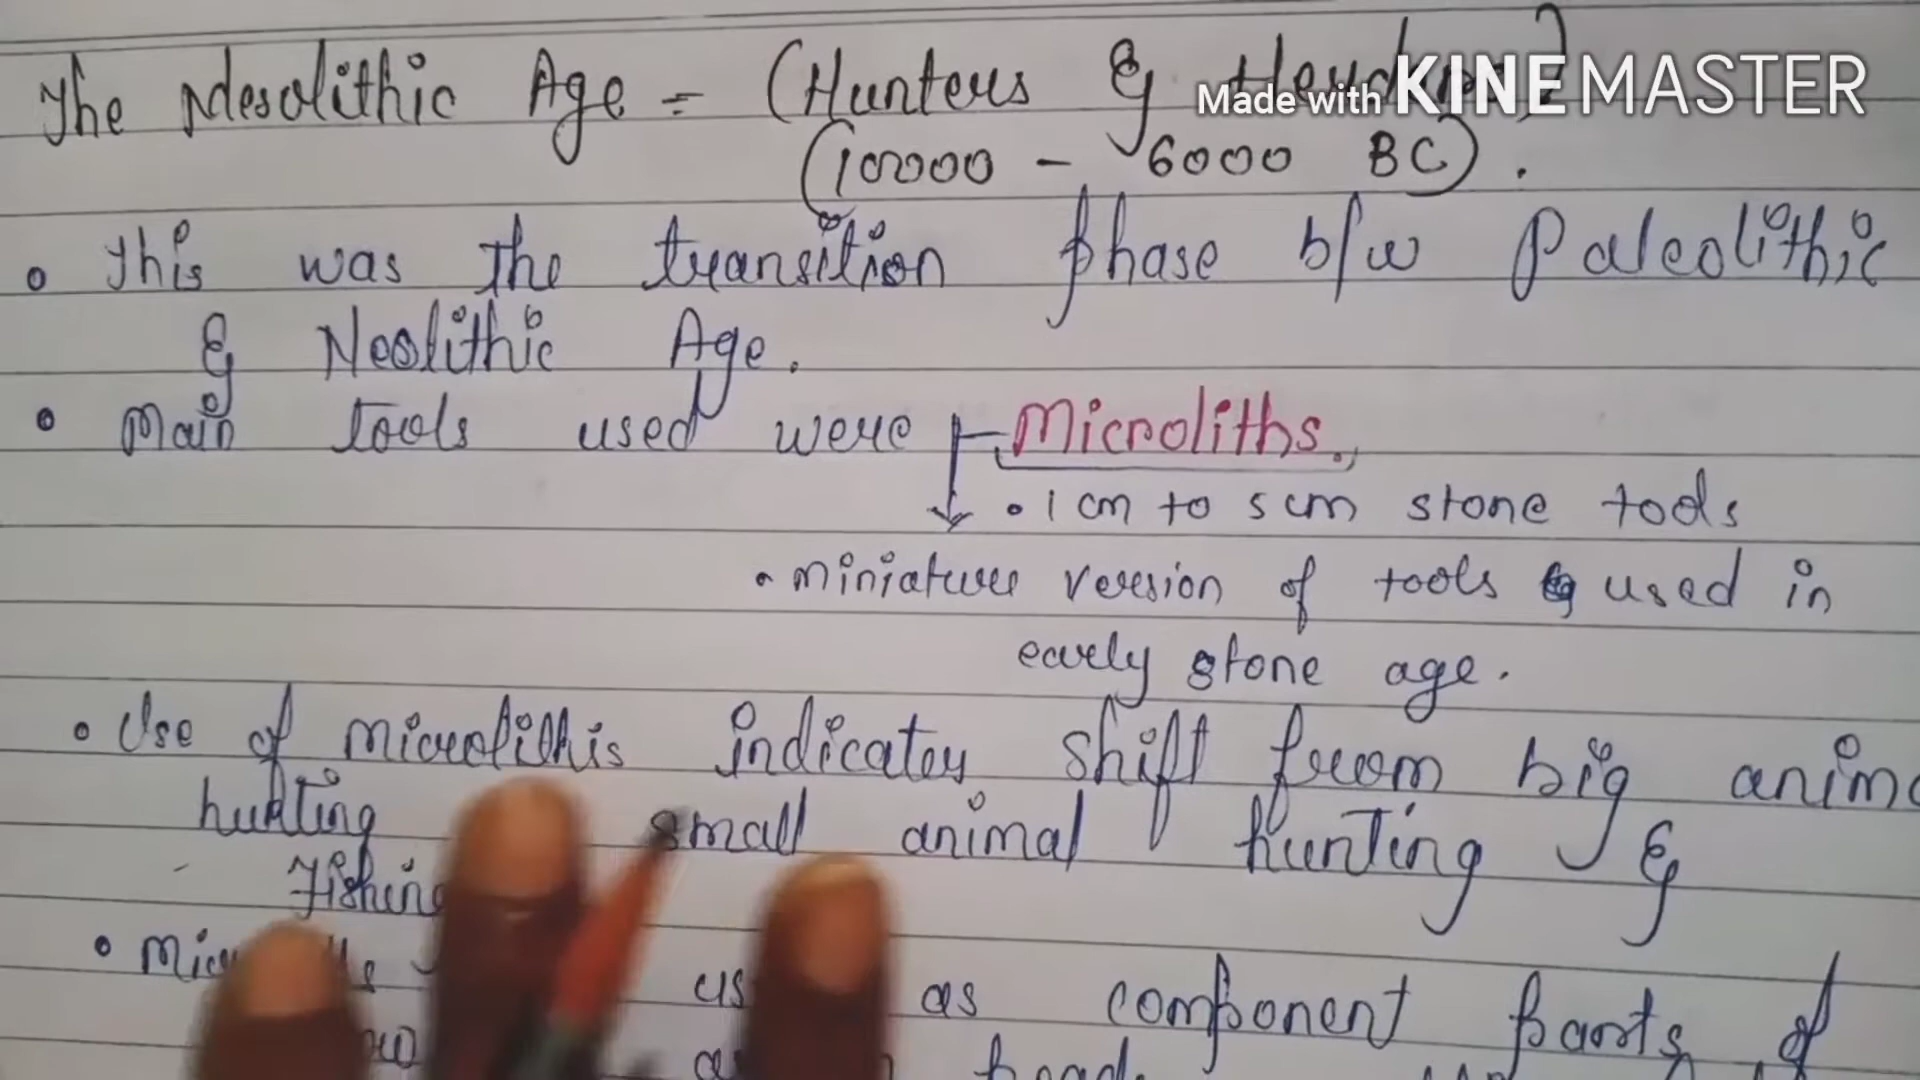 The Mesolithic Age = (Hunters &
Made with KINEMASTER
(10000 - 6000 BC).
• This was the transition phase b/w Paleolithic
& Neolithic Age.
• Main tools used were Microliths.
• 1 cm to 5 cm stone tools
• miniature version of tools used in
early stone age.
• Use of microlithis indicates shift from big
hunting small animal hunting &
Fishing
• as component parts of